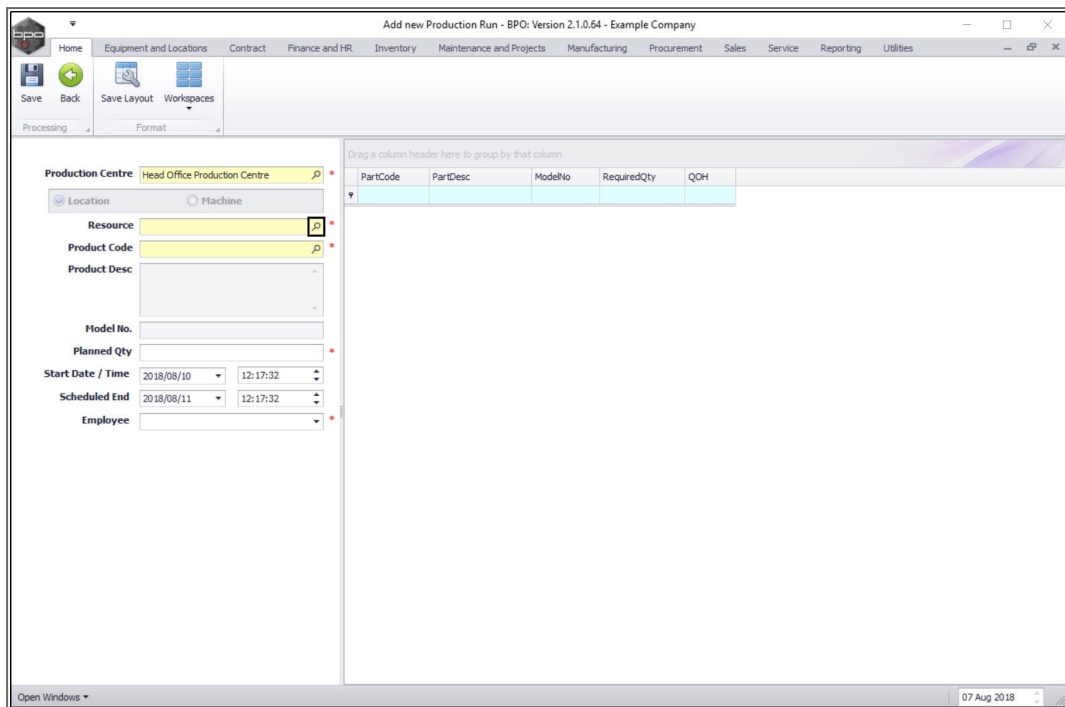 Add new Production Run - BPO: Version 2.1.0.64 - Example Company
bpo
Home Equipment and Locations Contract Finance and HR Inventory Maintenance and Projects Manufacturing Procurement Sales Service Reporting Utilities
Save Back Save Layout Workspaces
Processing Format
Drag a column header here to group by that column
PartCode PartDesc ModelNo RequiredQty QOH
Production Centre Head Office Production Centre *
Location Machine
Resource *
Product Code *
Product Desc
Model No.
Planned Qty *
Start Date / Time 2018/08/10 12:17:32
Scheduled End 2018/08/11 12:17:32
Employee *
Open Windows 07 Aug 2018